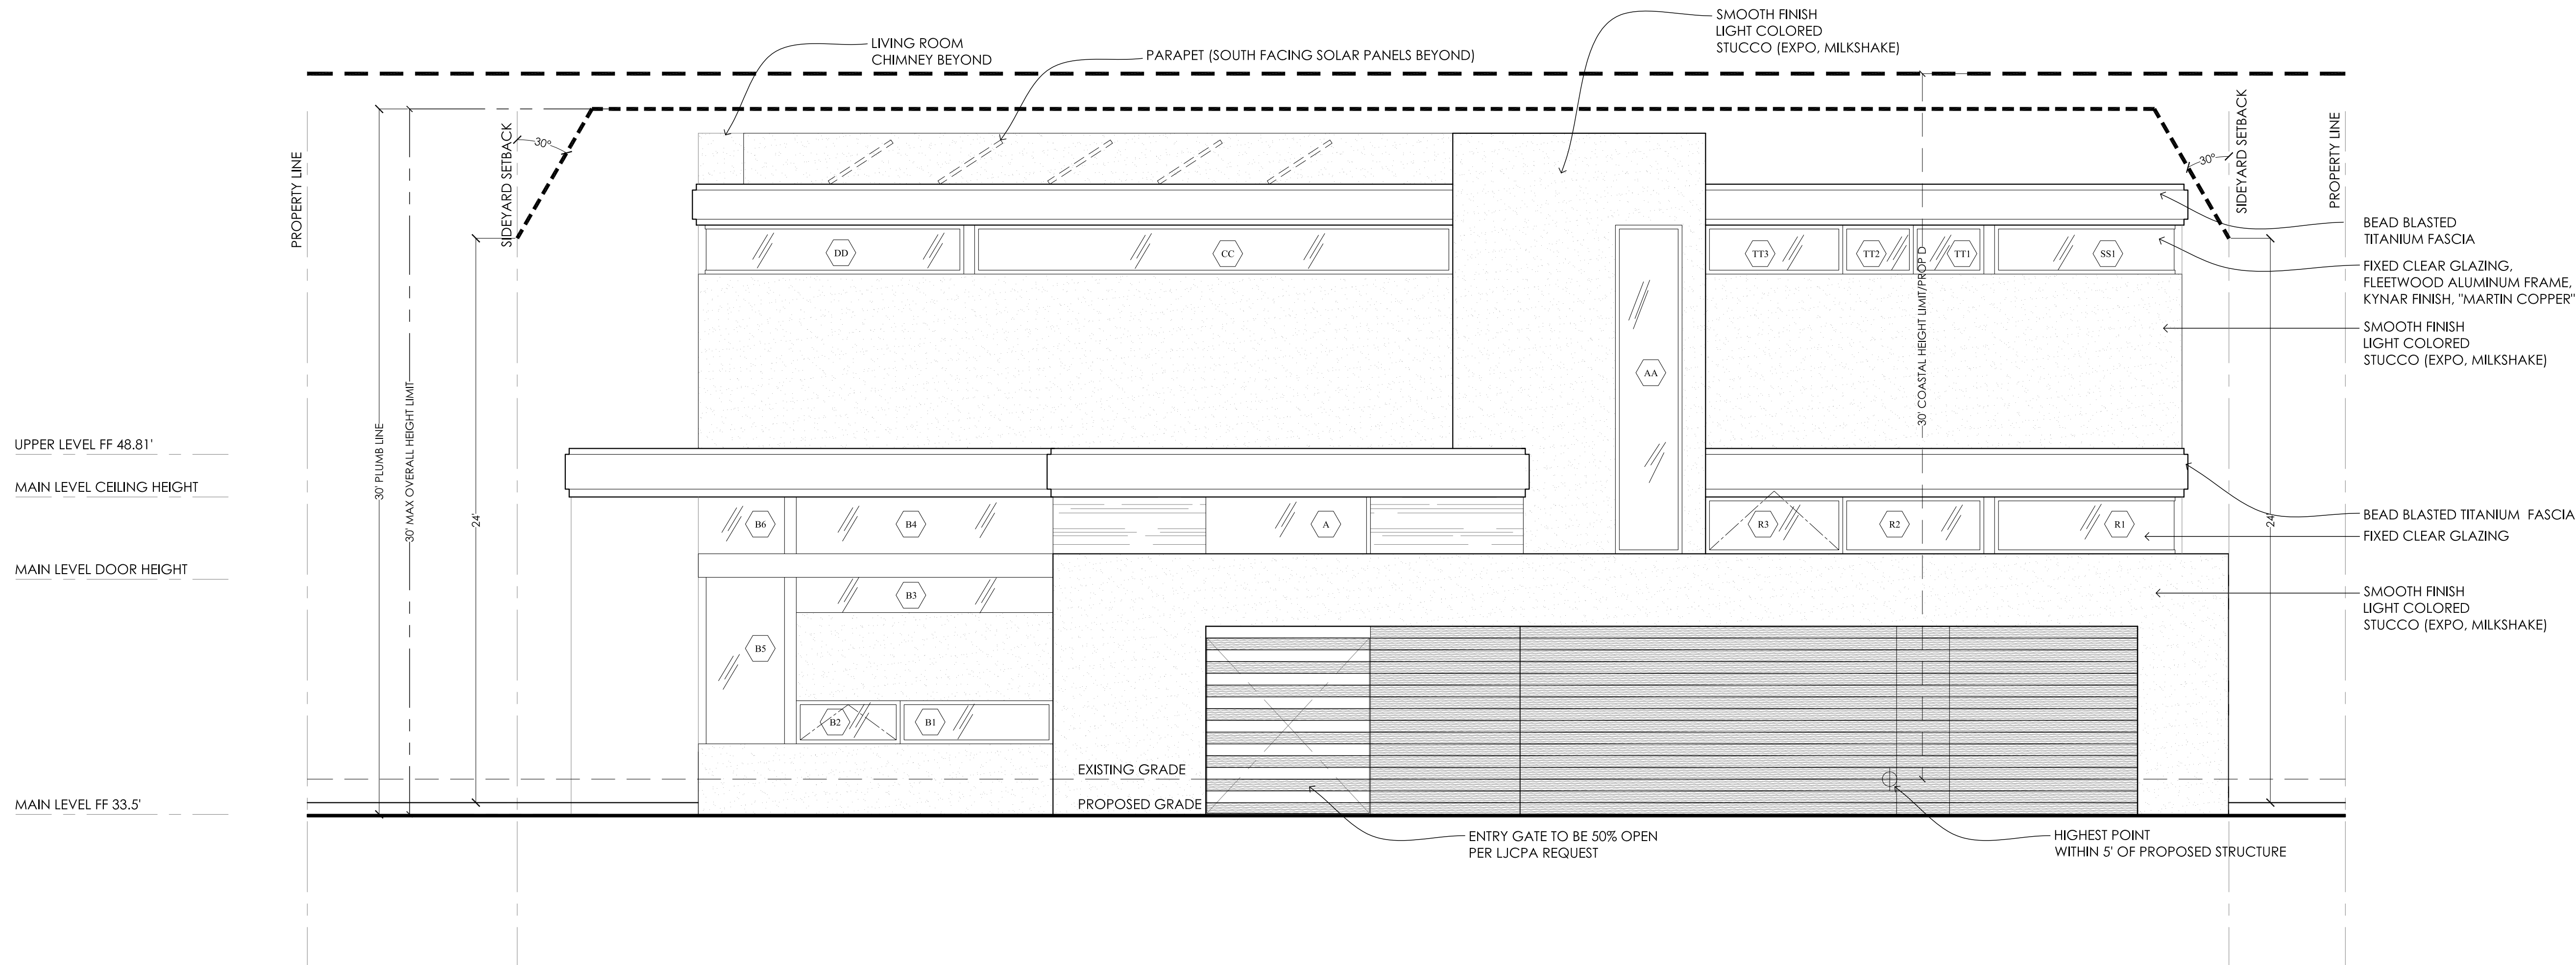 LIVING ROOM
CHIMNEY BEYOND
PARAPET (SOUTH FACING SOLAR PANELS BEYOND)
SMOOTH FINISH
LIGHT COLORED
STUCCO (EXPO, MILKSHAKE)
PROPERTY LINE
SIDEYARD SETBACK
30°
30°
SIDEYARD SETBACK
PROPERTY LINE
BEAD BLASTED
TITANIUM FASCIA
FIXED CLEAR GLAZING,
FLEETWOOD ALUMINUM FRAME,
KYNAR FINISH, "MARTIN COPPER"
SMOOTH FINISH
LIGHT COLORED
STUCCO (EXPO, MILKSHAKE)
DD
CC
TT3
TT2
TT1
SS1
AA
30' COASTAL HEIGHT LIMIT/PROP D
UPPER LEVEL FF 48.81'
MAIN LEVEL CEILING HEIGHT
30' PLUMB LINE
30' MAX OVERALL HEIGHT LIMIT
24'
24'
B6
B4
A
R3
R2
R1
BEAD BLASTED TITANIUM FASCIA
FIXED CLEAR GLAZING
MAIN LEVEL DOOR HEIGHT
B3
B5
B2
B1
SMOOTH FINISH
LIGHT COLORED
STUCCO (EXPO, MILKSHAKE)
EXISTING GRADE
PROPOSED GRADE
MAIN LEVEL FF 33.5'
ENTRY GATE TO BE 50% OPEN
PER LJCPA REQUEST
HIGHEST POINT
WITHIN 5' OF PROPOSED STRUCTURE